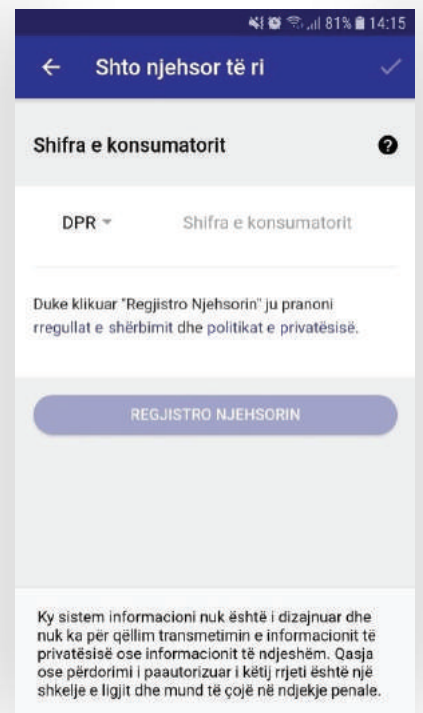 81% 14:15
Shto njehsor të ri
Shifra e konsumatorit
DPR Shifra e konsumatorit
Duke klikuar "Regjistro Njehsorin" ju pranoni
rregullat e shërbimit dhe politikat e privatësisë.
REGJISTRO NJEHSORIN
Ky sistem informacioni nuk është i dizajnuar dhe
nuk ka për qëllim transmetimin e informacionit të
privatësisë ose informacionit të ndjeshëm. Qasja
ose përdorimi i paautorizuar i këtij rrjeti është një
shkelje e ligjit dhe mund të çojë në ndjekje penale.